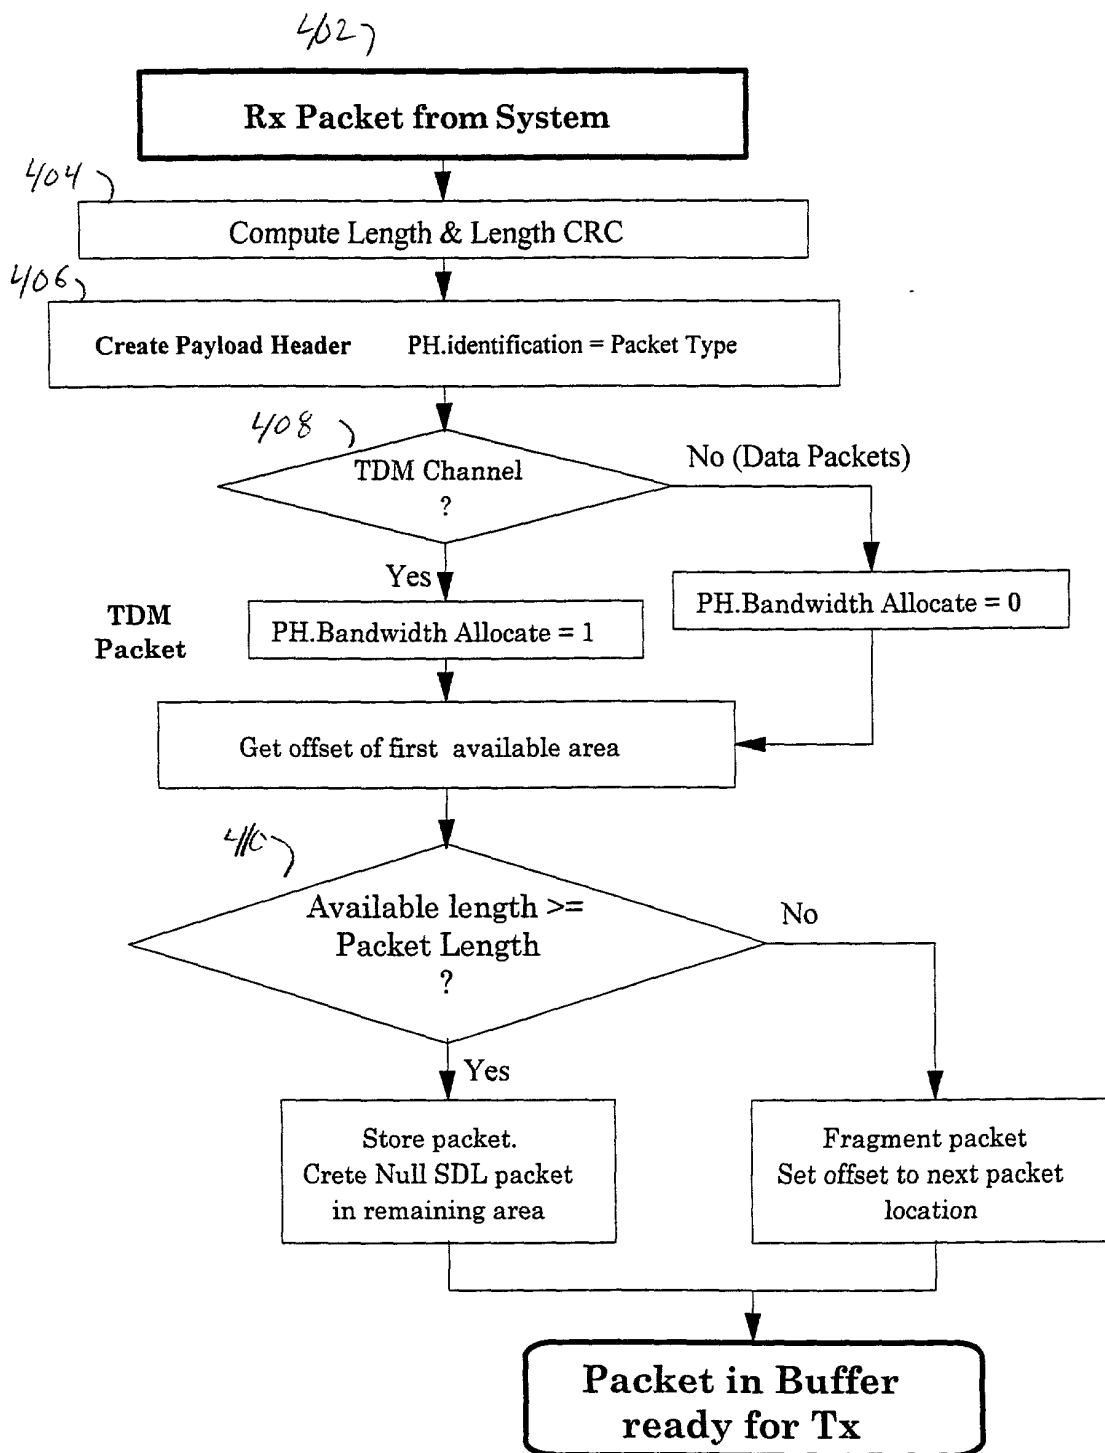 402
Rx Packet from System
404
Compute Length & Length CRC
406
Create Payload Header PH.identification = Packet Type
408
TDM Channel
?
No (Data Packets)
Yes
TDM
Packet
PH.Bandwidth Allocate = 1
PH.Bandwidth Allocate = 0
Get offset of first available area
410
Available length >=
Packet Length
?
No
Yes
Store packet.
Crete Null SDL packet
in remaining area
Fragment packet
Set offset to next packet
location
Packet in Buffer
ready for Tx